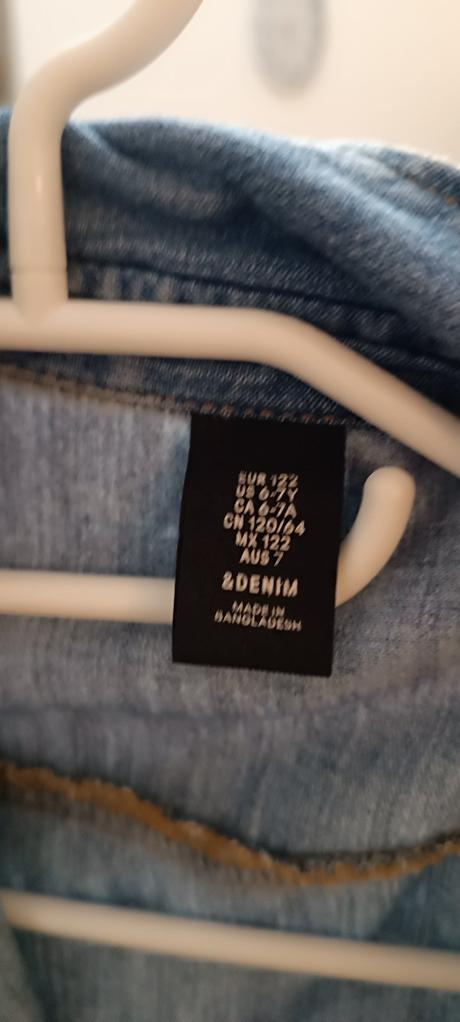 EUR 122
US 6-7Y
CA 6-7A
CN 120/64
MX 122
AUS 7
&DENIM
MADE IN
BANGLADESH